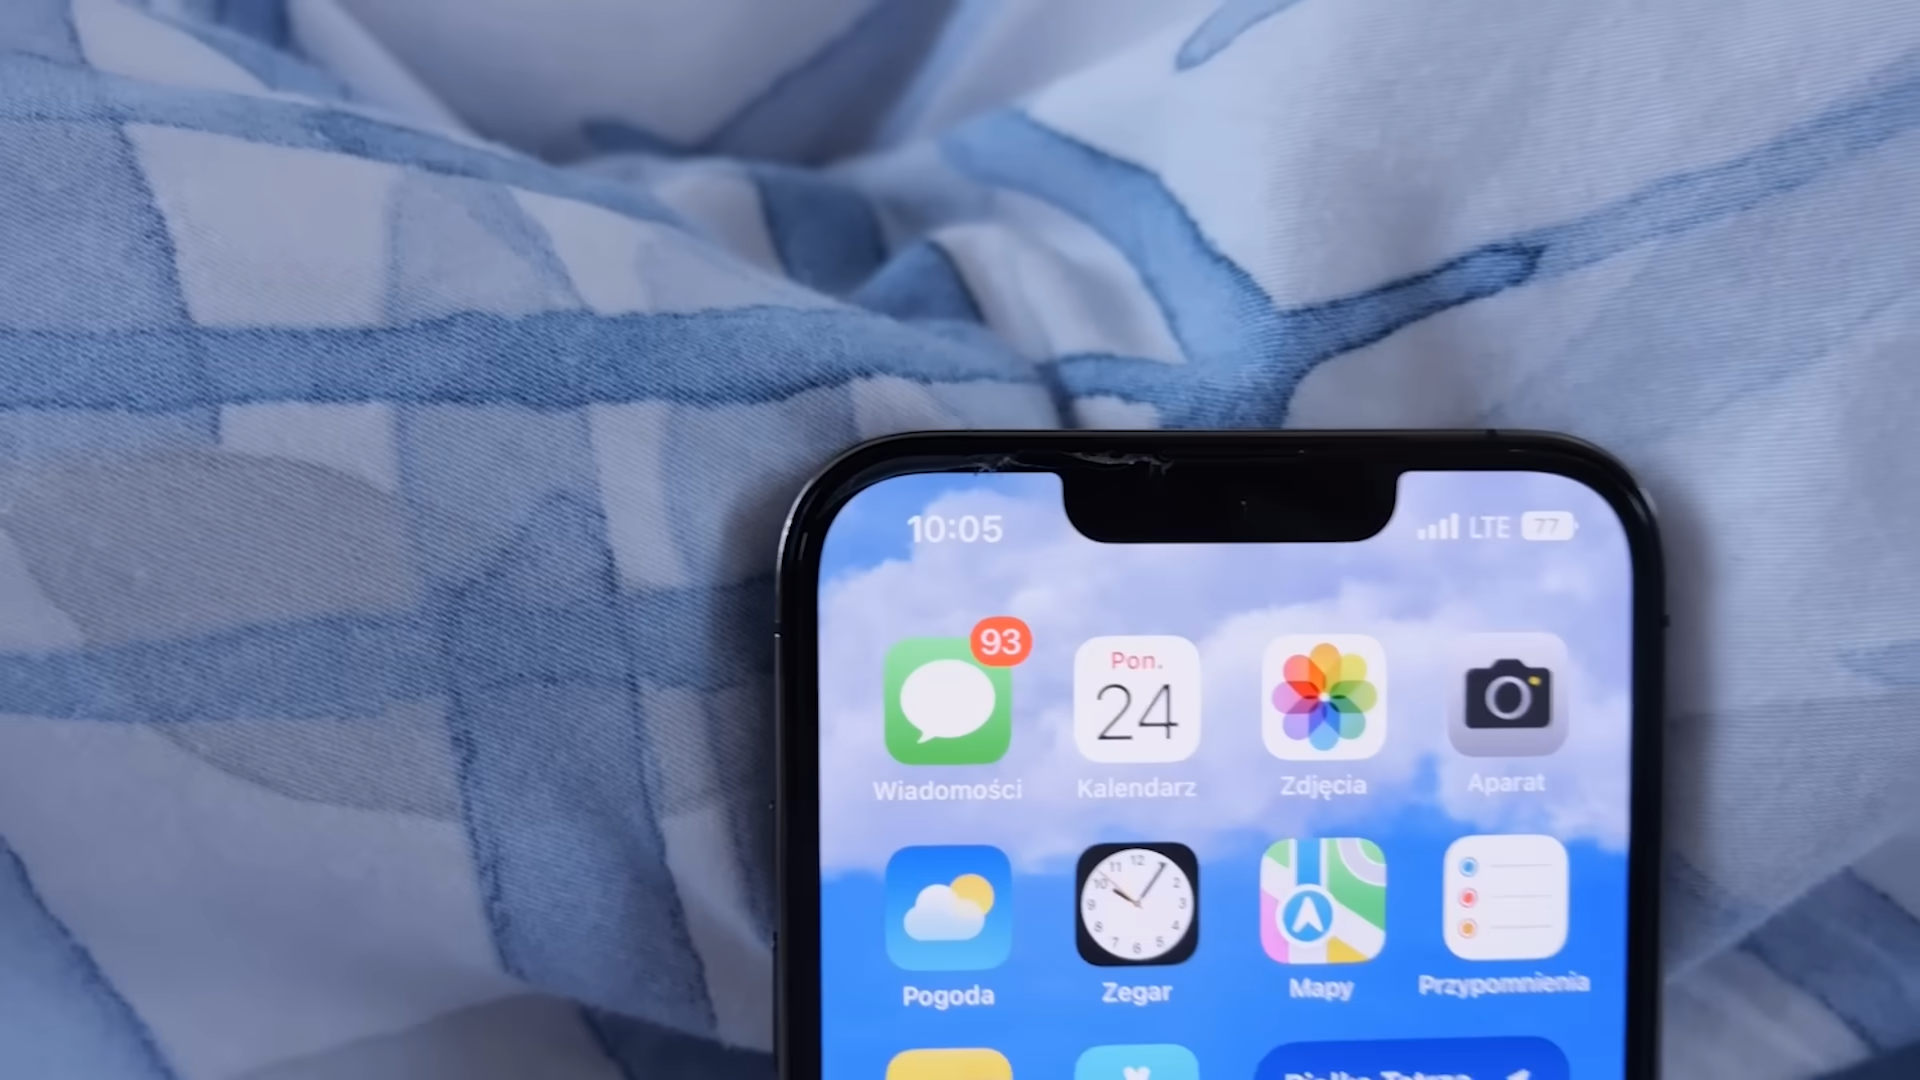 10:05
LTE 77
93
Pon.
24
Wiadomości
Kalendarz
Zdjęcia
Aparat
Pogoda
Zegar
Mapy
Przypomnienia